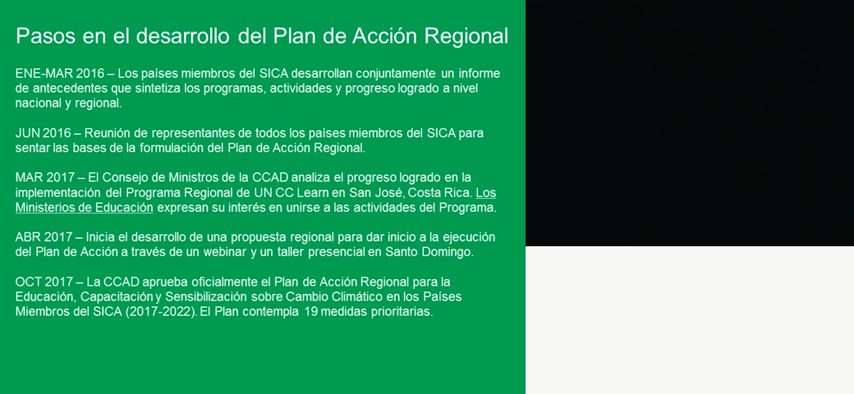 Pasos en el desarrollo del Plan de Acción Regional
ENE-MAR 2016 – Los países miembros del SICA desarrollan conjuntamente un informe
de antecedentes que sintetiza los programas, actividades y progreso logrado a nivel
nacional y regional.
JUN 2016 – Reunión de representantes de todos los países miembros del SICA para
sentar las bases de la formulación del Plan de Acción Regional.
MAR 2017 – El Consejo de Ministros de la CCAD analiza el progreso logrado en la
implementación del Programa Regional de UN CC Learn en San José, Costa Rica. Los
Ministerios de Educación expresan su interés en unirse a las actividades del Programa.
ABR 2017 – Inicia el desarrollo de una propuesta regional para dar inicio a la ejecución
del Plan de Acción a través de un webinar y un taller presencial en Santo Domingo.
OCT 2017 – La CCAD aprueba oficialmente el Plan de Acción Regional para la
Educación, Capacitación y Sensibilización sobre Cambio Climático en los Países
Miembros del SICA (2017-2022). El Plan contempla 19 medidas prioritarias.